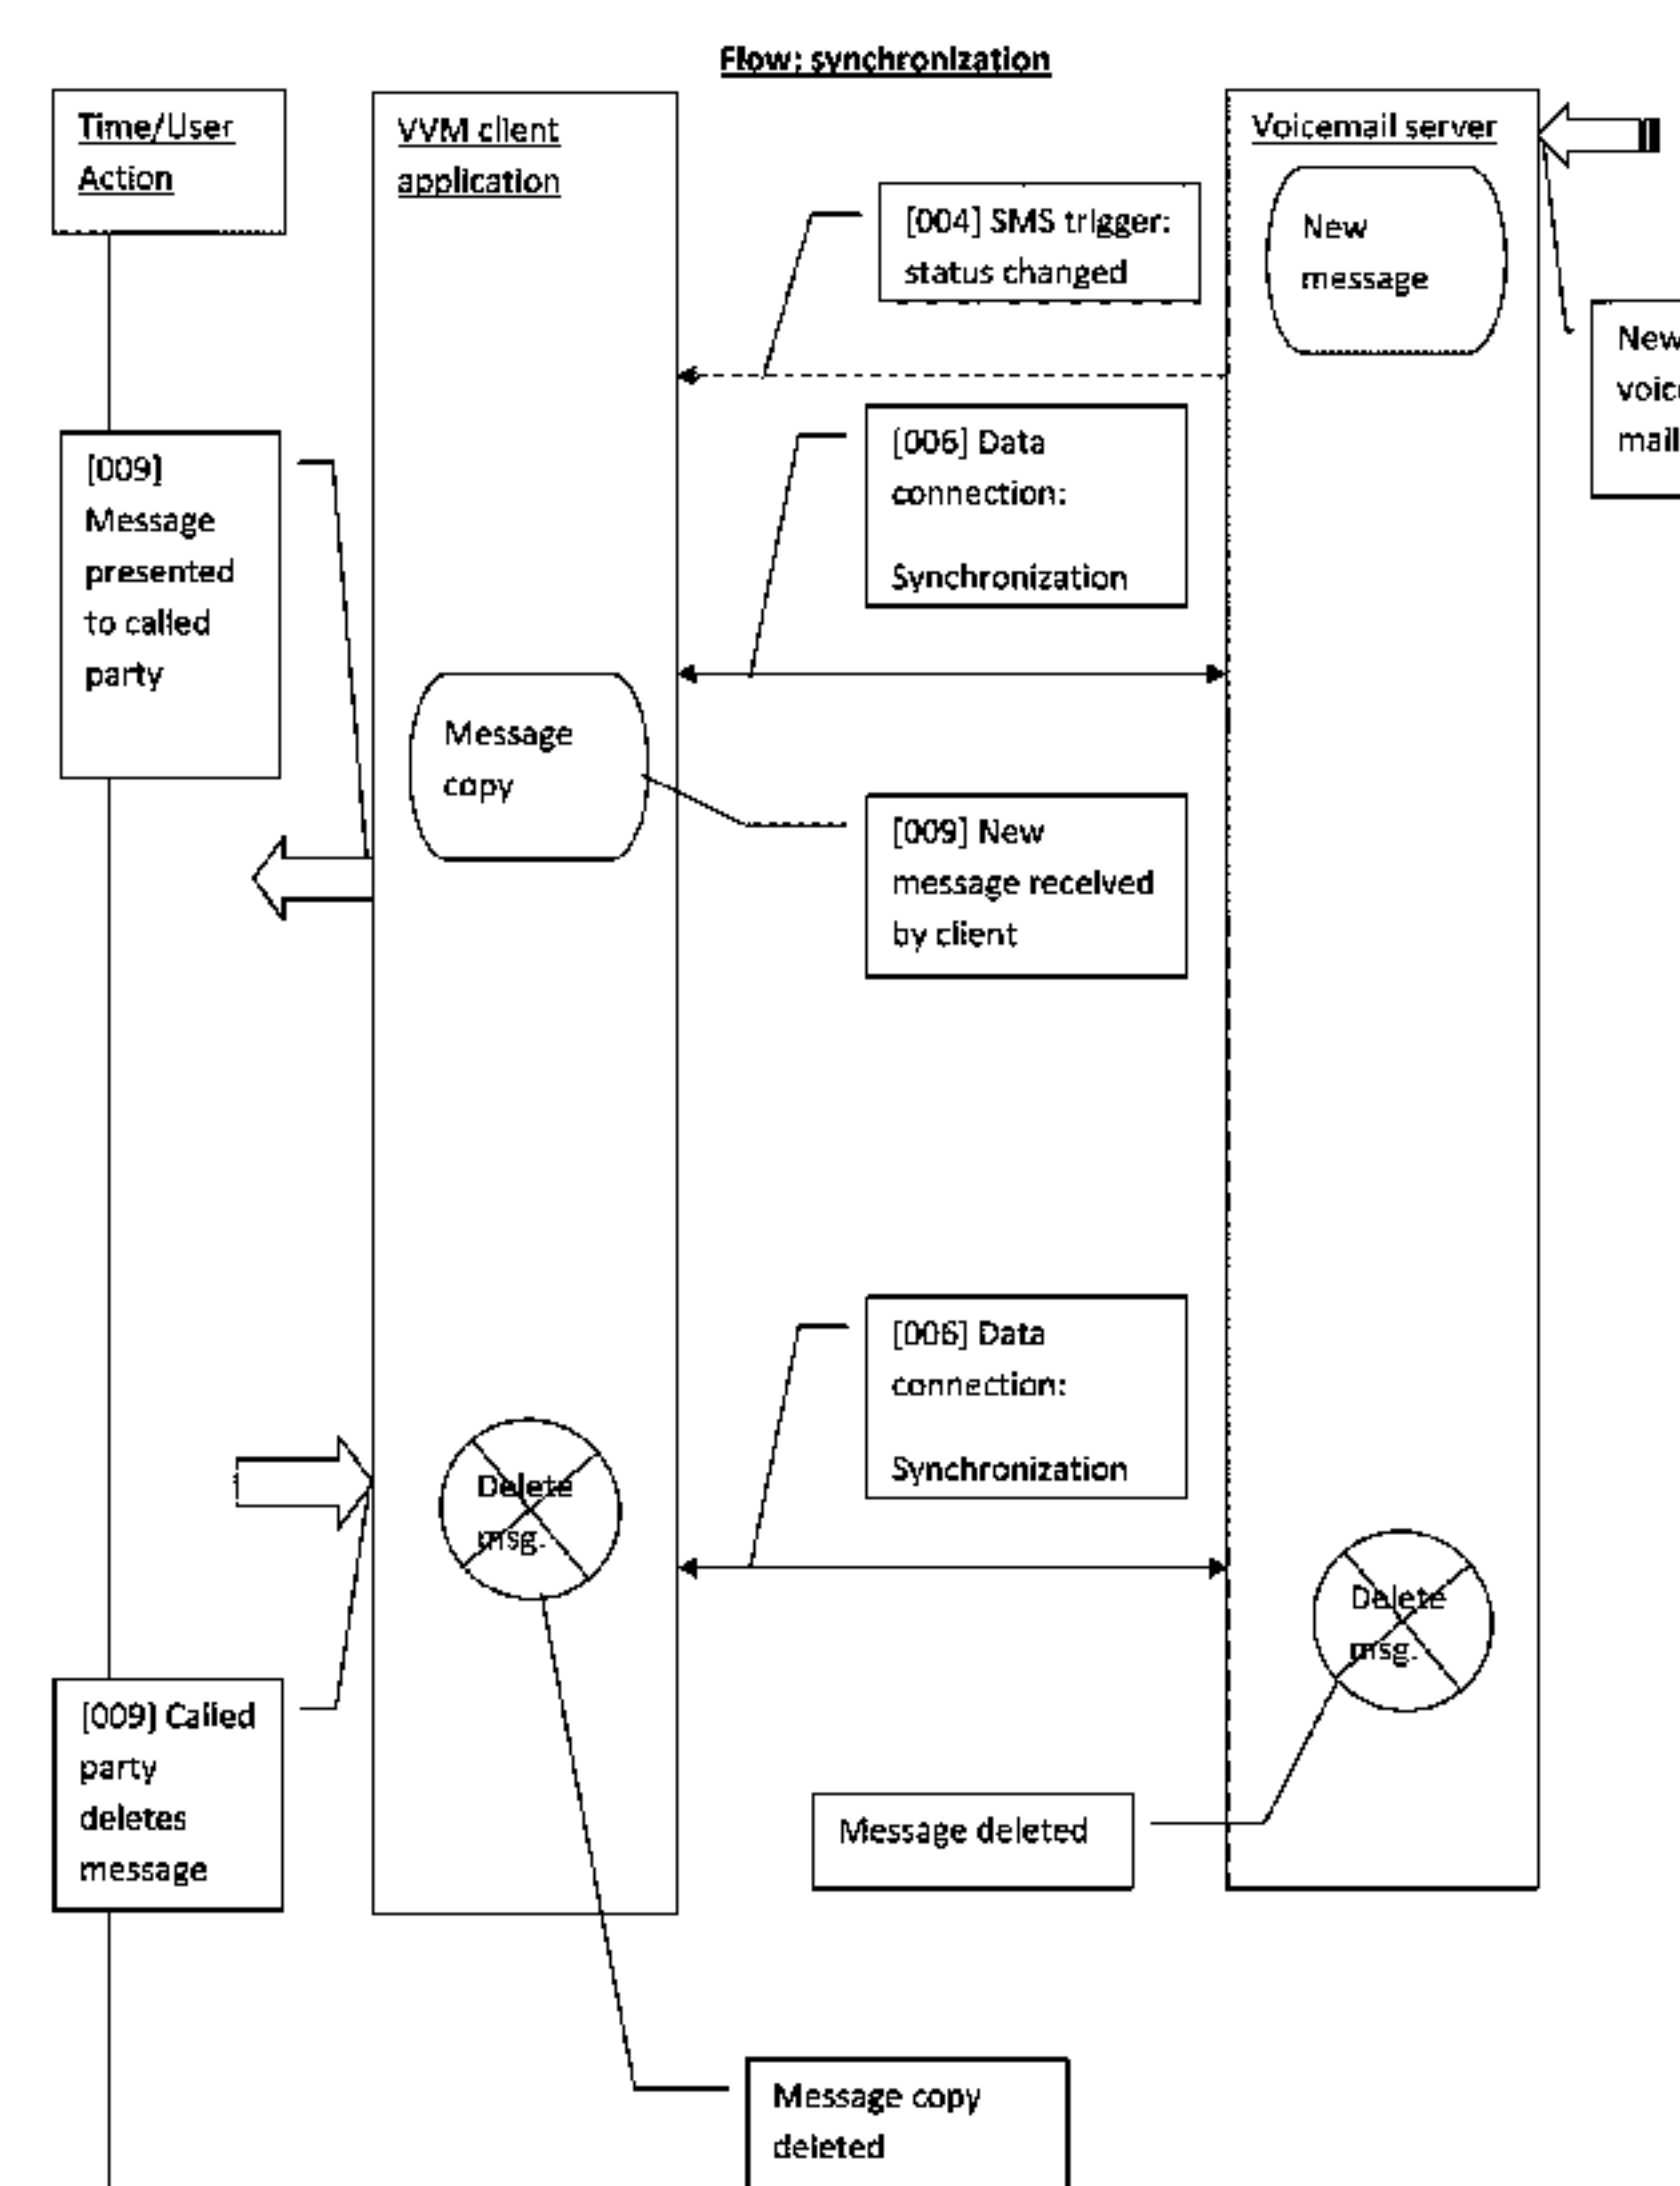 Flow: synchronization
Time/User
Action
VVM client
application
Voicemail server
[004] SMS trigger:
status changed
New
message
New
mail
[006] Data
connection:
Synchronization
[009]
Message
presented
to called
party
Message
copy
[009] New
message received
by client
[006] Data
connection:
Synchronization
Delete
msg.
Delete
msg.
[009] Called
party
deletes
message
Message deleted
Message copy
deleted